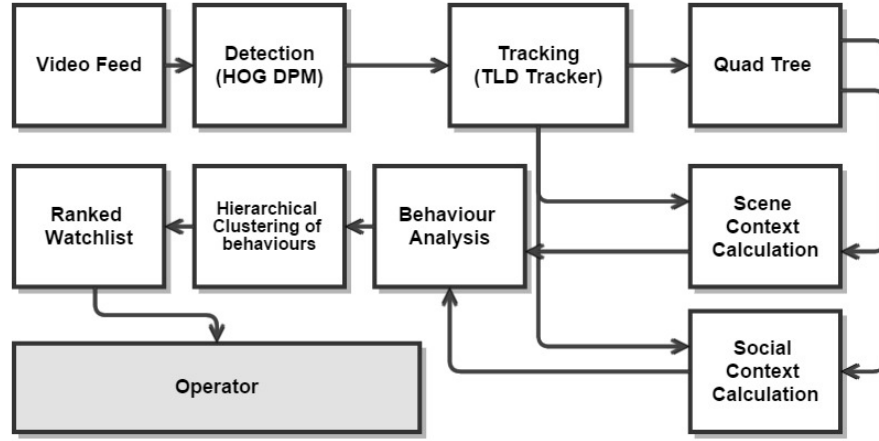 Video Feed
Detection
(HOG DPM)
Tracking
(TLD Tracker)
Quad Tree
Ranked
Watchlist
Hierarchical
Clustering of
behaviours
Behaviour
Analysis
Scene
Context
Calculation
Social
Context
Calculation
Operator